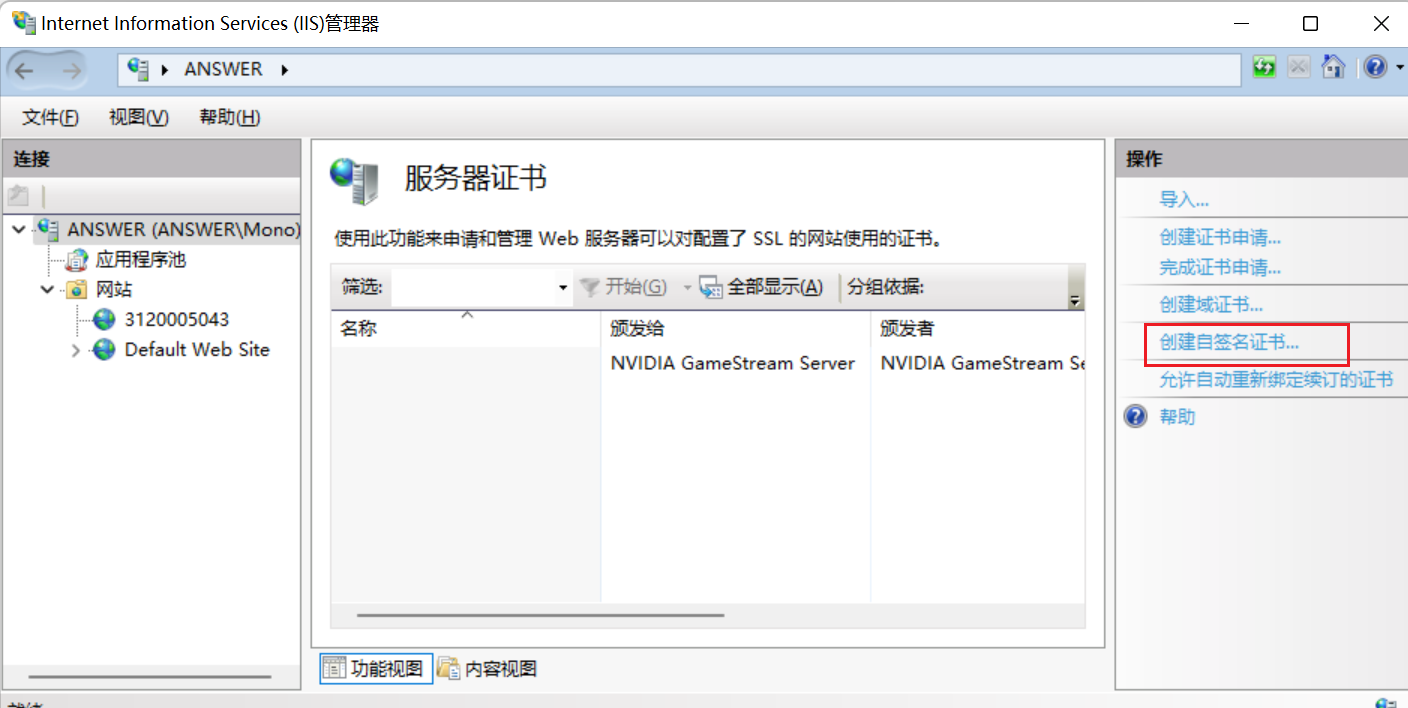 Internet Information Services (IIS)管理器
ANSWER
文件(F) 视图(V) 帮助(H)
连接
ANSWER (ANSWER\Mono)
应用程序池
网站
3120005043
Default Web Site
服务器证书
使用此功能来申请和管理 Web 服务器可以对配置了 SSL 的网站使用的证书。
筛选: 开始(G) 全部显示(A) 分组依据:
名称 颁发给 颁发者
NVIDIA GameStream Server NVIDIA GameStream Se
功能视图 内容视图
操作
导入...
创建证书申请...
完成证书申请...
创建域证书...
创建自签名证书...
允许自动重新绑定续订的证书
帮助
就绪